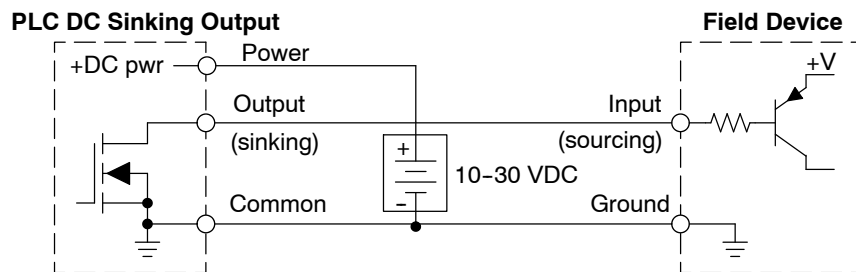 PLC DC Sinking Output
Field Device
+DC pwr
Power
+V
Output
(sinking)
Input
(sourcing)
+
10–30 VDC
–
Common
Ground